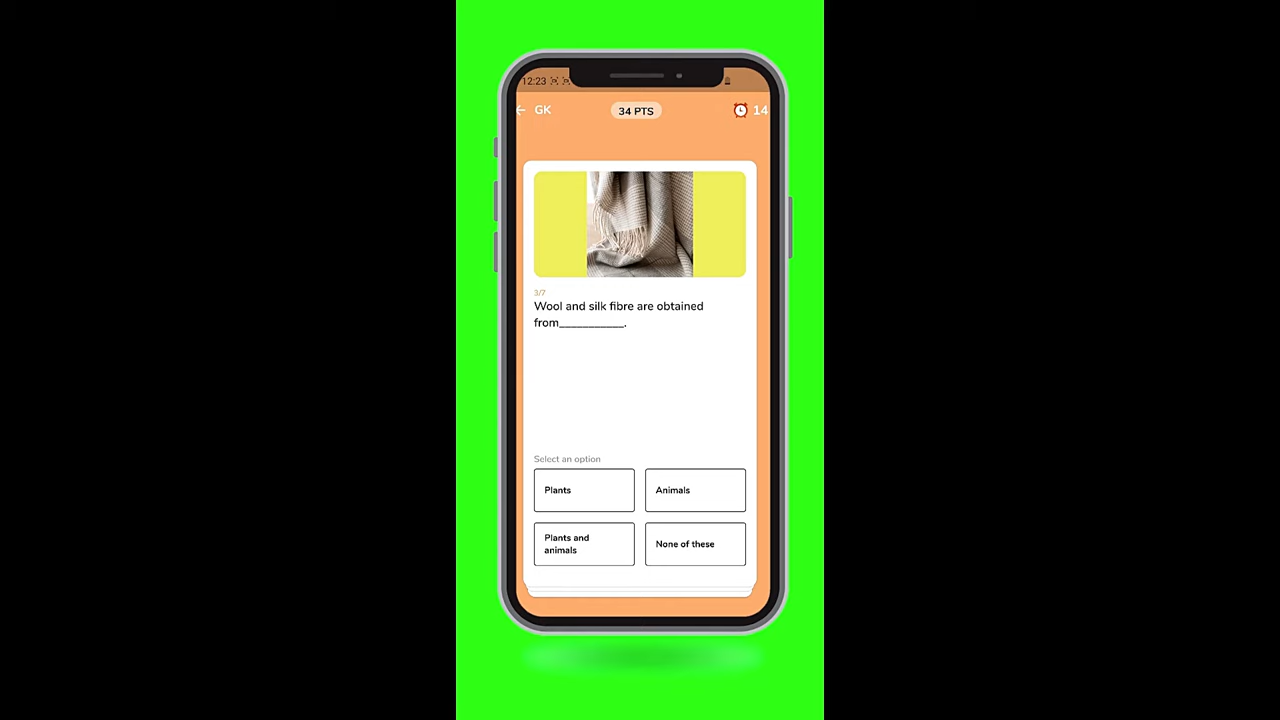 12:23
GK
34 PTS
14
3/7
Wool and silk fibre are obtained
from___________.
Select an option
Plants
Animals
Plants and
animals
None of these